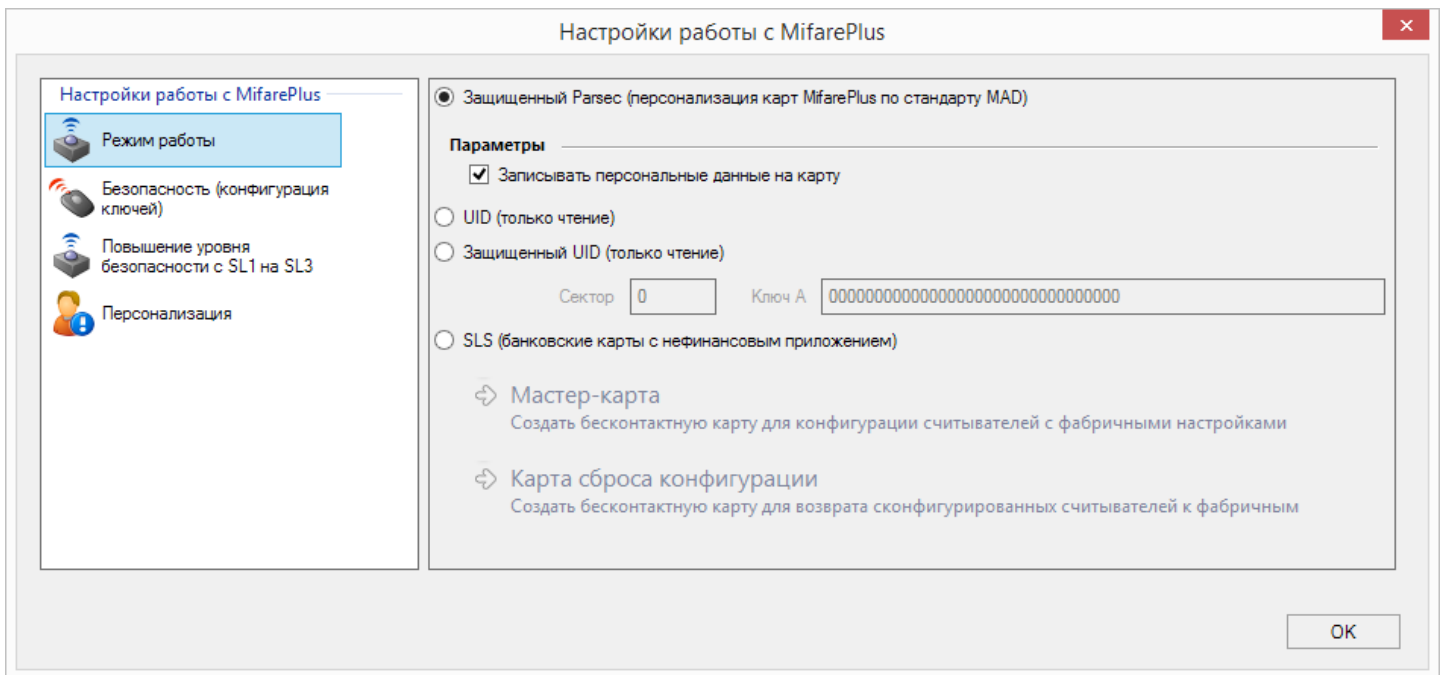 Настройки работы с MifarePlus
Настройки работы с MifarePlus
Режим работы
Безопасность (конфигурация
ключей)
Повышение уровня
безопасности с SL1 на SL3
Персонализация
Защищенный Parsec (персонализация карт MifarePlus по стандарту MAD)
Параметры
Записывать персональные данные на карту
UID (только чтение)
Защищенный UID (только чтение)
Сектор 0 Ключ A 00000000000000000000000000000000
SLS (банковские карты с нефинансовым приложением)
Мастер-карта
Создать бесконтактную карту для конфигурации считывателей с фабричными настройками
Карта сброса конфигурации
Создать бесконтактную карту для возврата сконфигурированных считывателей к фабричным
OK